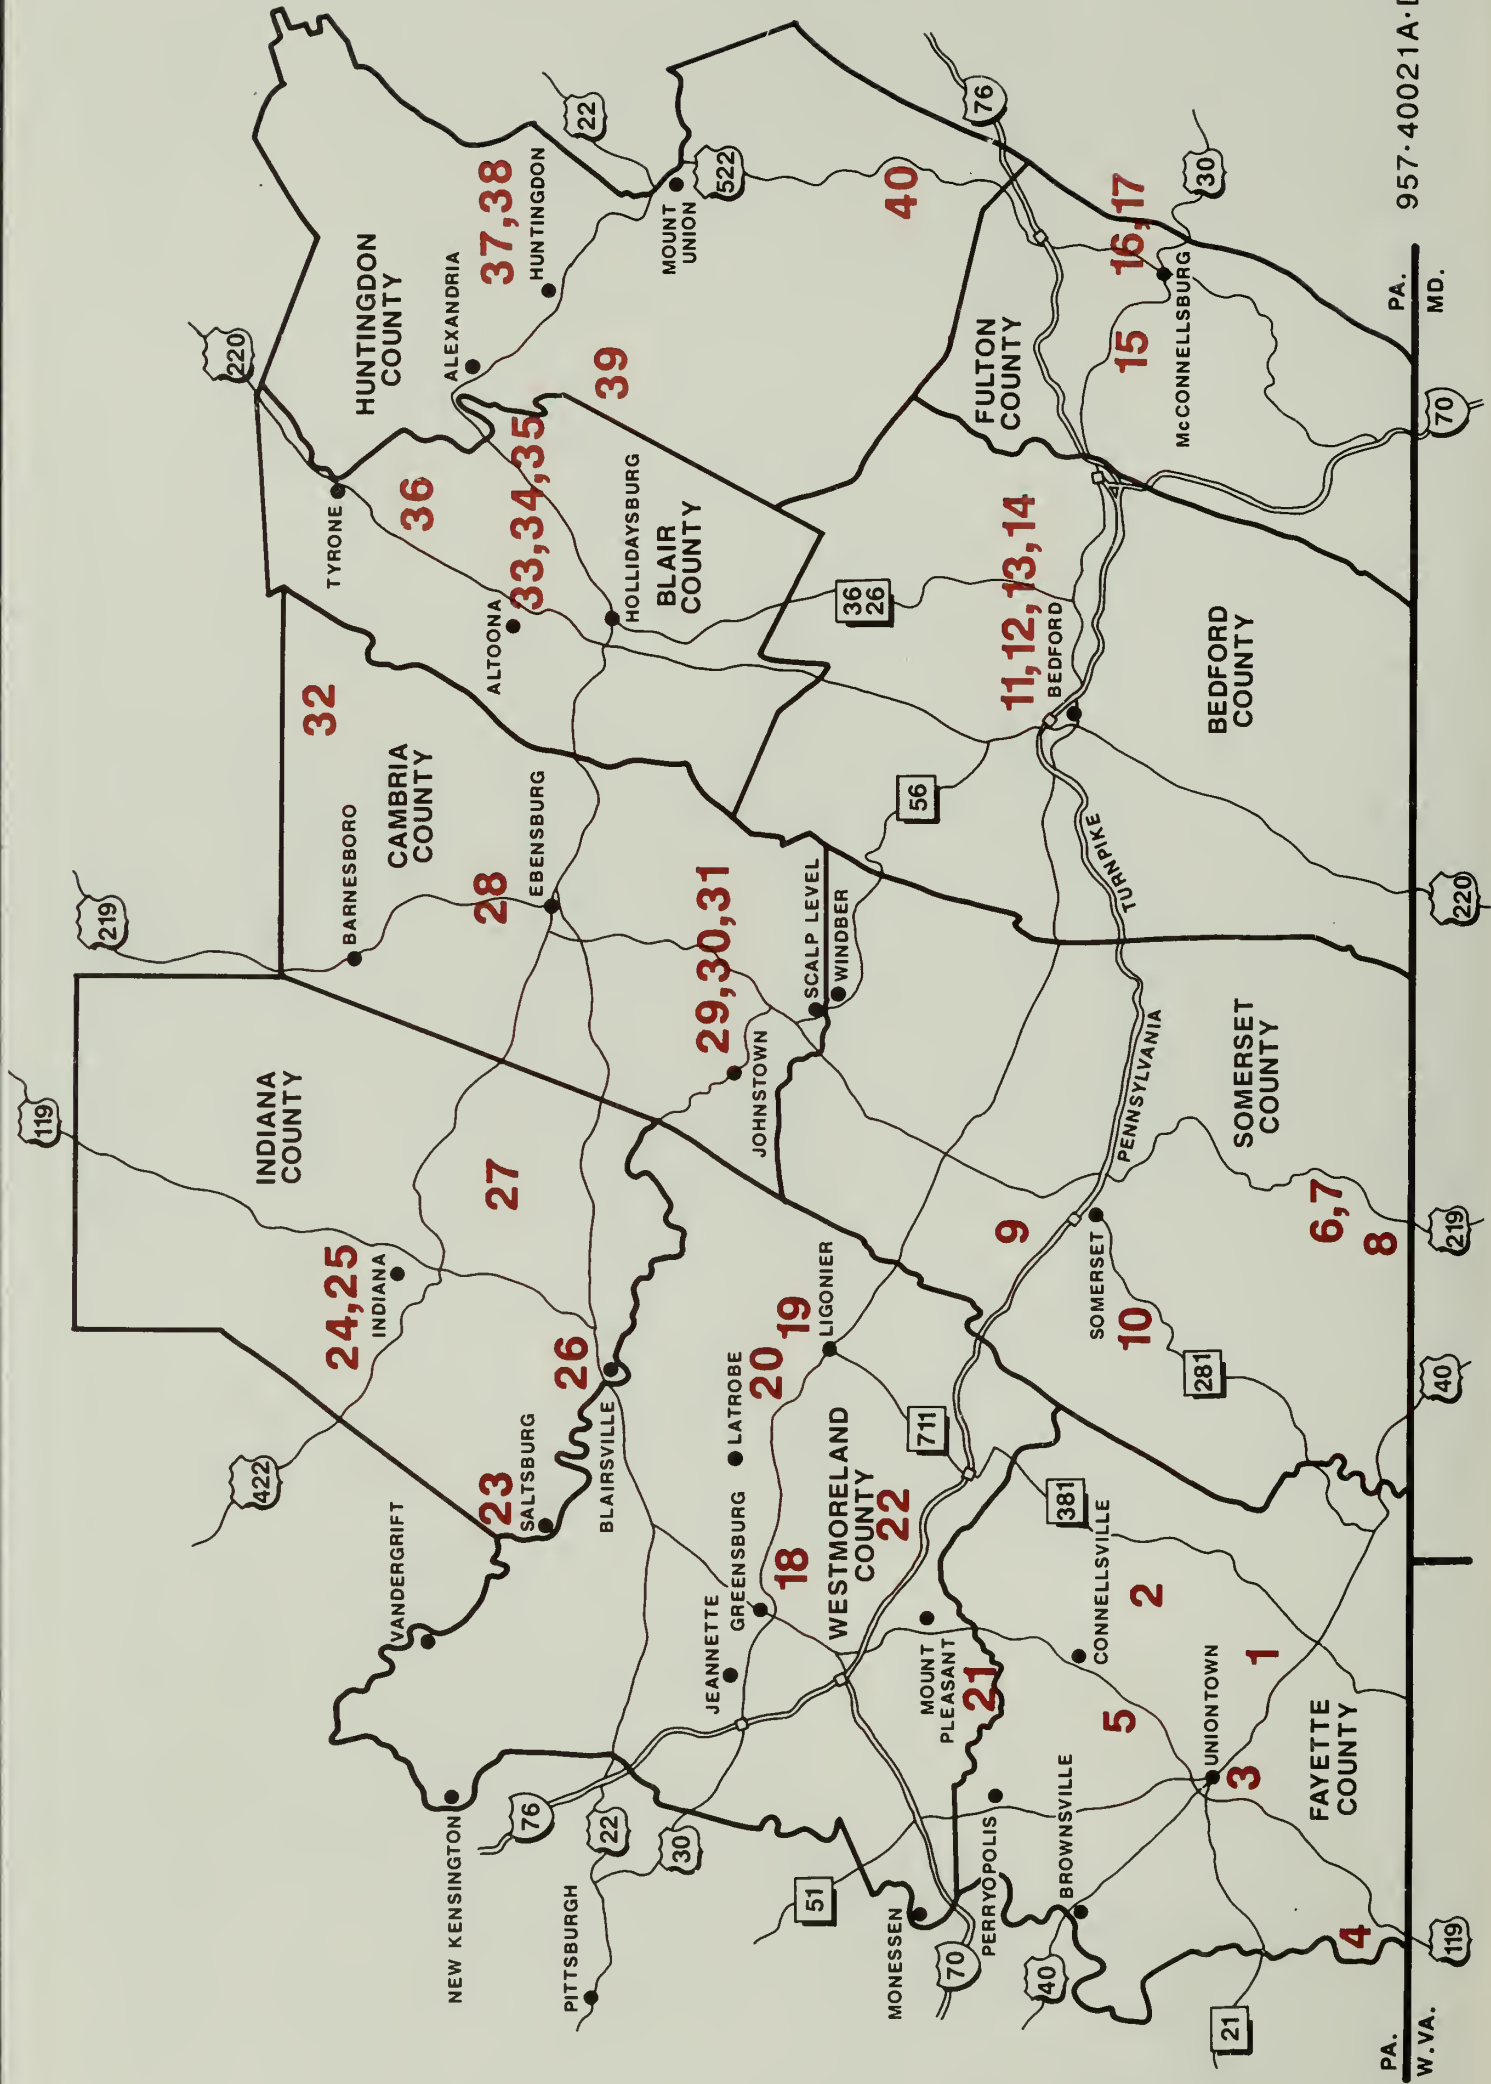 119
219
220
INDIANA
COUNTY
24,25
INDIANA
422
27
23
SALTSBURG
26
BLAIRSVILLE
32
BARNESBORO
CAMBRIA
COUNTY
28
EBENSBURG
29,30,31
JOHNSTOWN
SCALP LEVEL
WINDBER
TYRONE
36
ALTOONA
33,34,35
HOLLIDAYSBURG
BLAIR
COUNTY
HUNTINGDON
COUNTY
ALEXANDRIA
37,38
HUNTINGDON
22
39
MOUNT
UNION
522
40
VANDERGRIFT
NEW KENSINGTON
76
PITTSBURGH
22
30
JEANNETTE
GREENSBURG
LATROBE
20
19
LIGONIER
18
WESTMORELAND
COUNTY
22
711
51
MONESSEN
70
MOUNT
PLEASANT
21
PERRYOPOLIS
40
BROWNSVILLE
5
CONNELLSVILLE
381
2
UNIONTOWN
1
3
FAYETTE
COUNTY
4
21
119
PA.
W.VA.
9
SOMERSET
10
281
40
PENNSYLVANIA
TURNPIKE
SOMERSET
COUNTY
6,7
8
219
56
36
26
11,12,13,14
BEDFORD
BEDFORD
COUNTY
220
76
FULTON
COUNTY
15
16,17
McCONNELLSBURG
30
70
PA.
MD.
957·40021A·